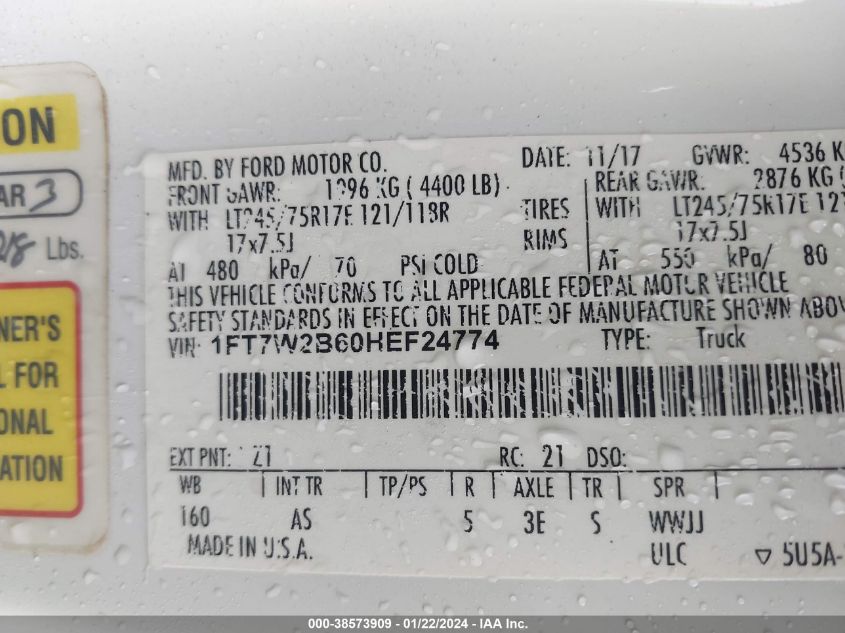 ON
AR 3
218 Lbs.
NER'S
L FOR
ONAL
ATION
MFD. BY FORD MOTOR CO.
DATE: 11/17 GVWR: 4536 K
FRONT GAWR: 1996 KG ( 4400 LB)
REAR GAWR: 2876 KG (
WITH LT245/75R17E 121/118R TIRES WITH LT245/75R17E 121
17x7.5J RIMS 17x7.5J
AT 480 kPa/ 70 PSI COLD AT 550 kPa/ 80
THIS VEHICLE CONFORMS TO ALL APPLICABLE FEDERAL MOTOR VEHICLE
SAFETY STANDARDS IN EFFECT ON THE DATE OF MANUFACTURE SHOWN ABOV
VIN: 1FT7W2B60HEF24774 TYPE: Truck
EXT PNT: Z1 RC: 21 DSO:
WB INT TR TP/PS R AXLE TR SPR
160 AS 5 3E S WWJJ
MADE IN U.S.A. ULC ▽ 5U5A-
000-38573909 - 01/22/2024 - IAA Inc.